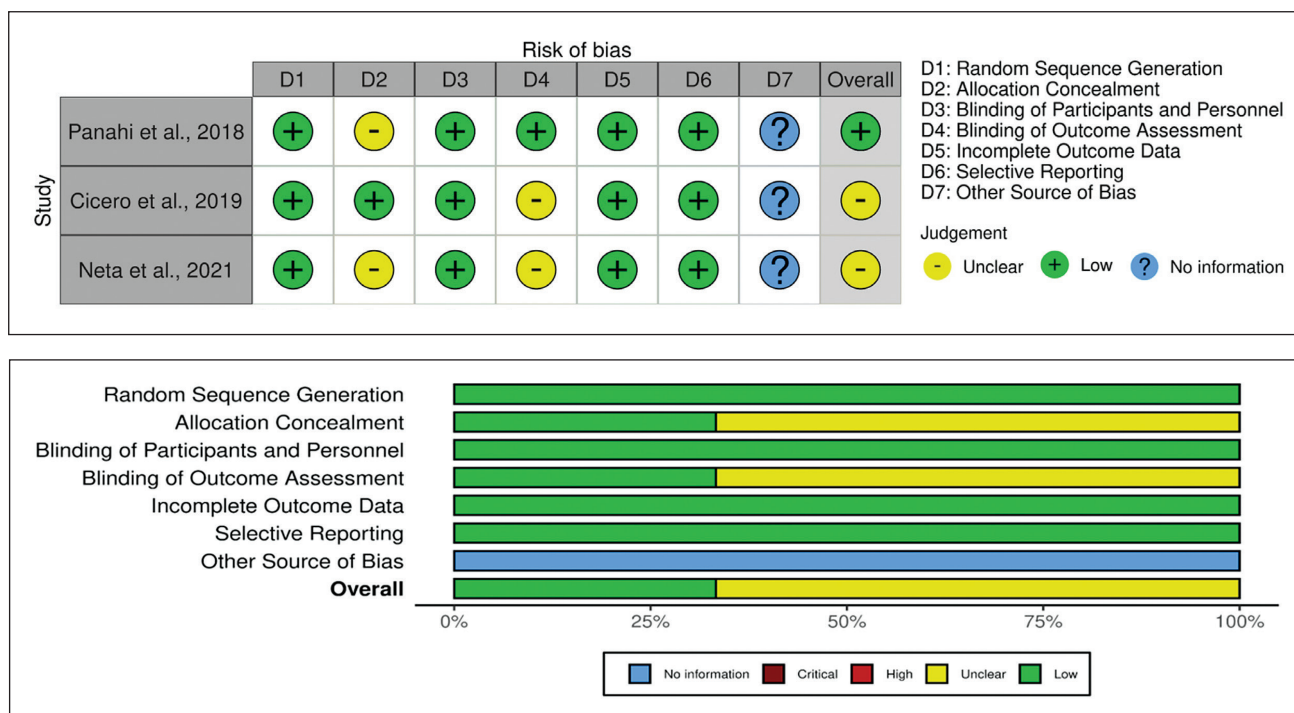 Risk of bias
D1 D2 D3 D4 D5 D6 D7 Overall
Study
Panahi et al., 2018 + - + + + + ? +
Cicero et al., 2019 + + + - + + ? -
Neta et al., 2021 + - + - + + ? -
D1: Random Sequence Generation
D2: Allocation Concealment
D3: Blinding of Participants and Personnel
D4: Blinding of Outcome Assessment
D5: Incomplete Outcome Data
D6: Selective Reporting
D7: Other Source of Bias
Judgement
- Unclear + Low ? No information
Random Sequence Generation
Allocation Concealment
Blinding of Participants and Personnel
Blinding of Outcome Assessment
Incomplete Outcome Data
Selective Reporting
Other Source of Bias
Overall
0% 25% 50% 75% 100%
No information Critical High Unclear Low